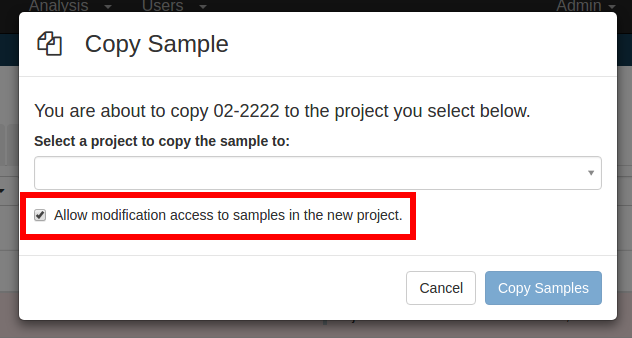 Analysis Users Admin
Copy Sample
You are about to copy 02-2222 to the project you select below.
Select a project to copy the sample to:
Allow modification access to samples in the new project.
Cancel Copy Samples